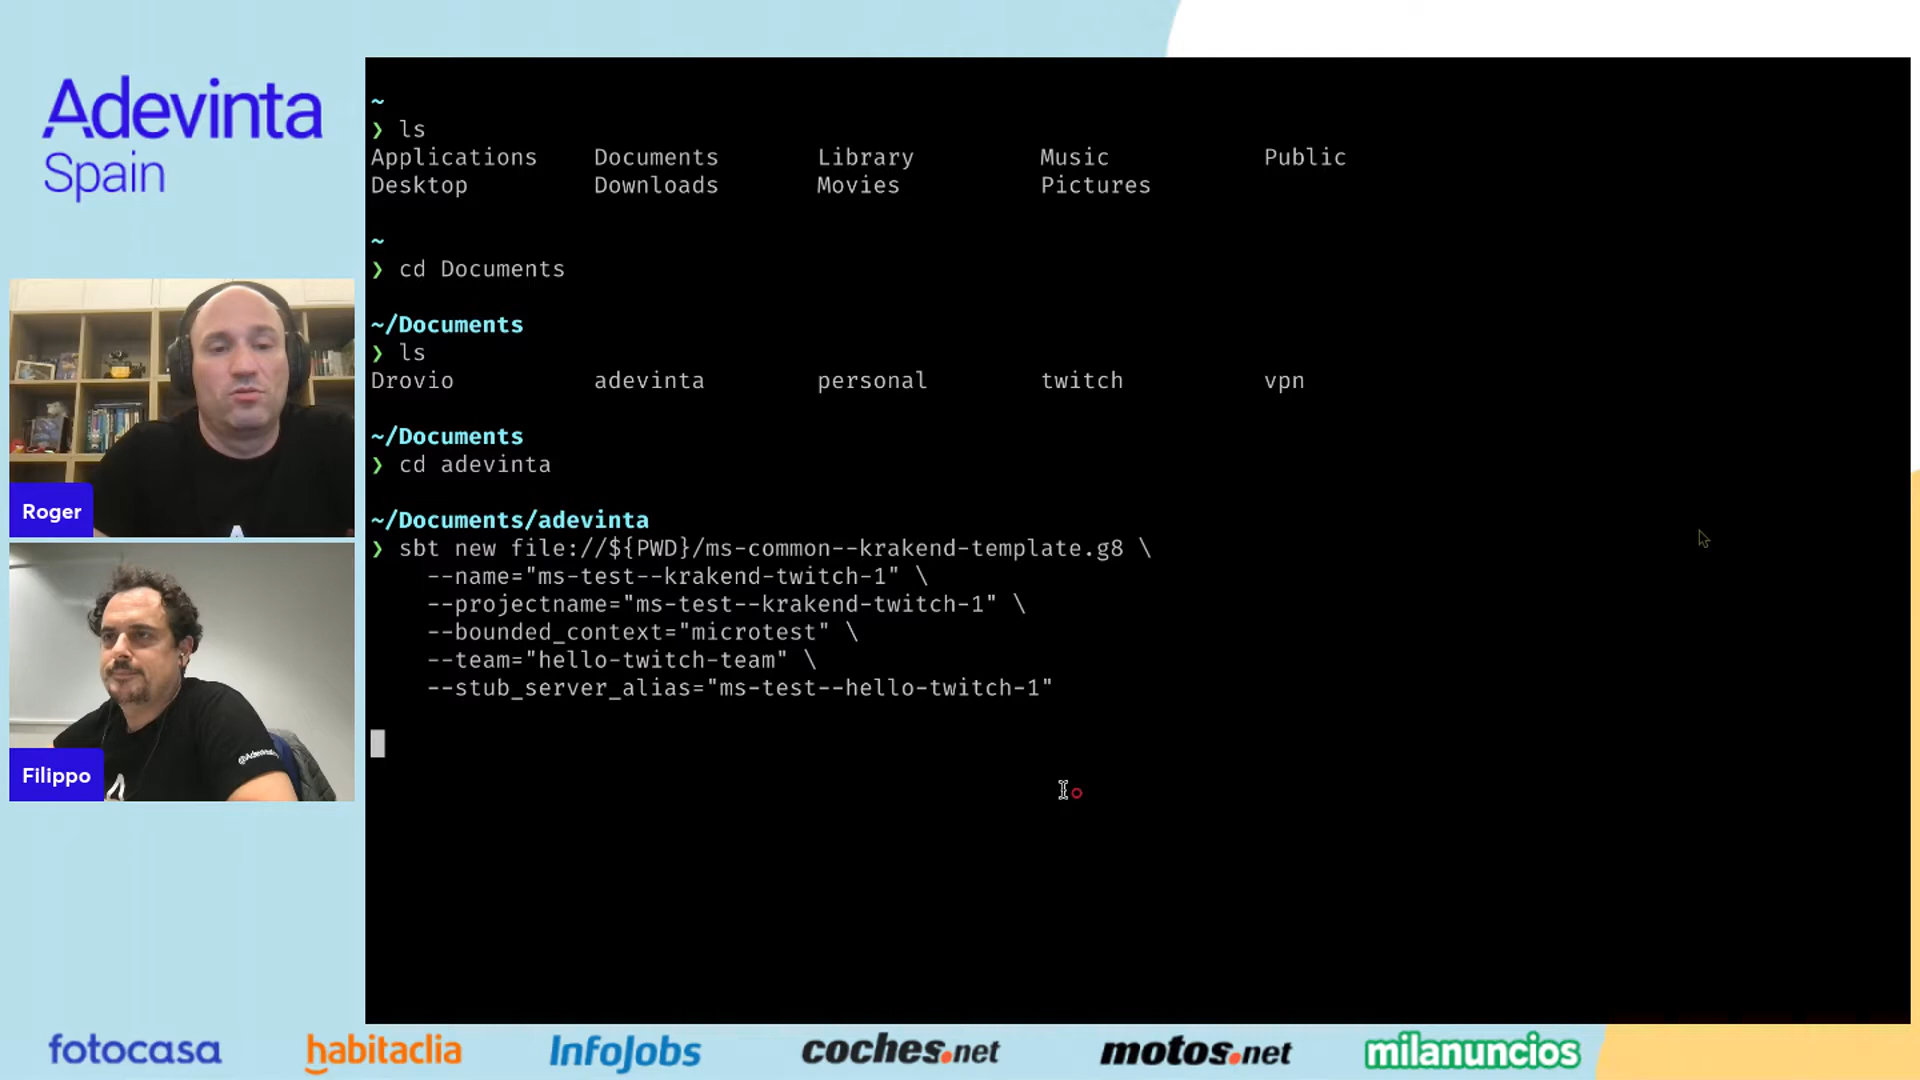 Adevinta
Spain
~
❯ ls
Applications Documents Library Music Public
Desktop Downloads Movies Pictures
~
❯ cd Documents
~/Documents
❯ ls
Drovio adevinta personal twitch vpn
~/Documents
❯ cd adevinta
~/Documents/adevinta
❯ sbt new file://${PWD}/ms-common--krakend-template.g8 \
--name="ms-test--krakend-twitch-1" \
--projectname="ms-test--krakend-twitch-1" \
--bounded_context="microtest" \
--team="hello-twitch-team" \
--stub_server_alias="ms-test--hello-twitch-1"
Roger
Filippo
fotocasa habitaclia InfoJobs coches.net motos.net milanuncios